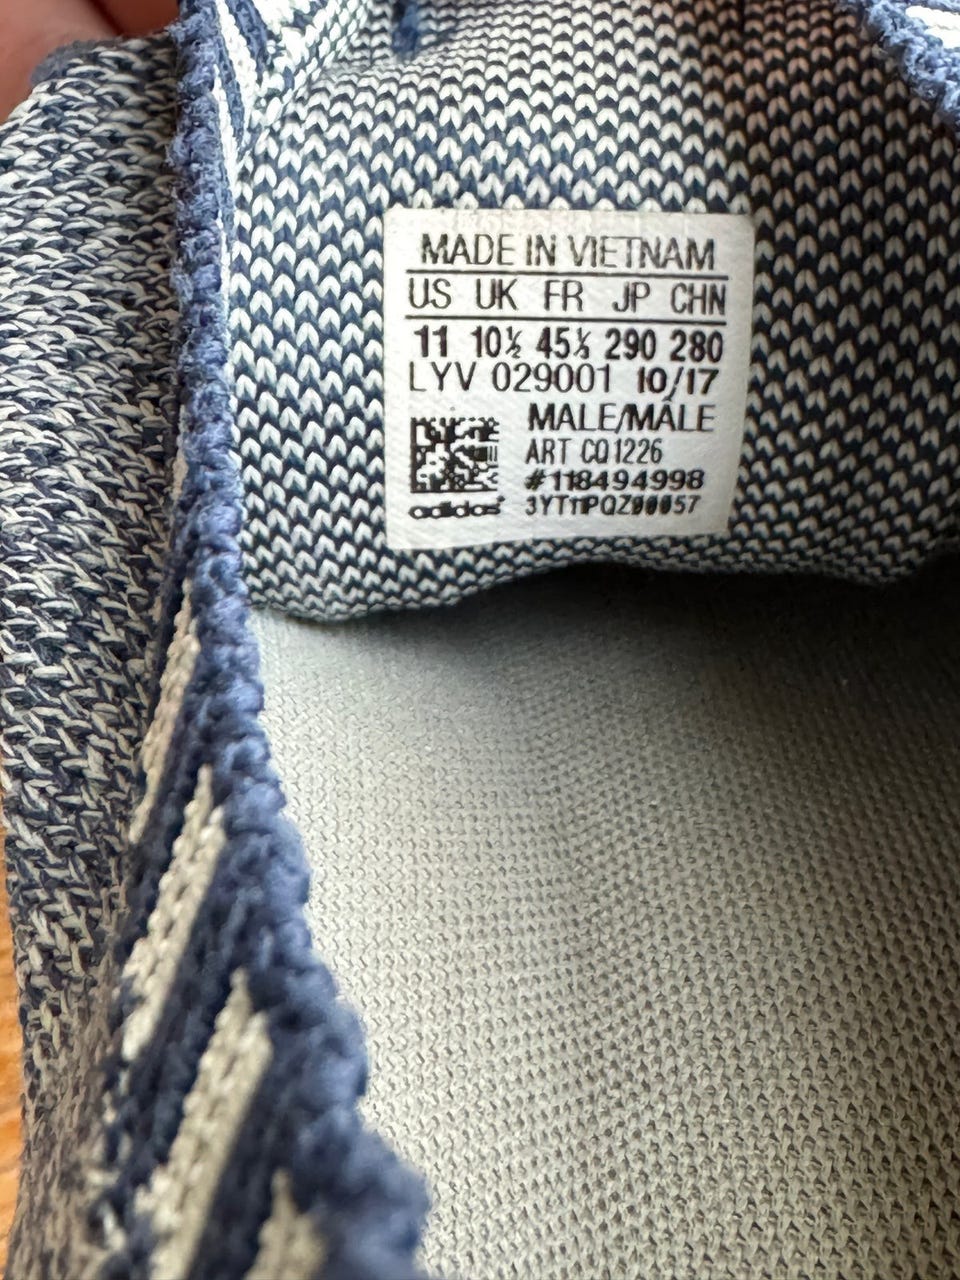 MADE IN VIETNAM
US UK FR JP CHN
11 10½ 45⅓ 290 280
LYV 029001 10/17
MALE/MÂLE
ART CQ1226
#118494998
3YT11PQZ00057
adidas